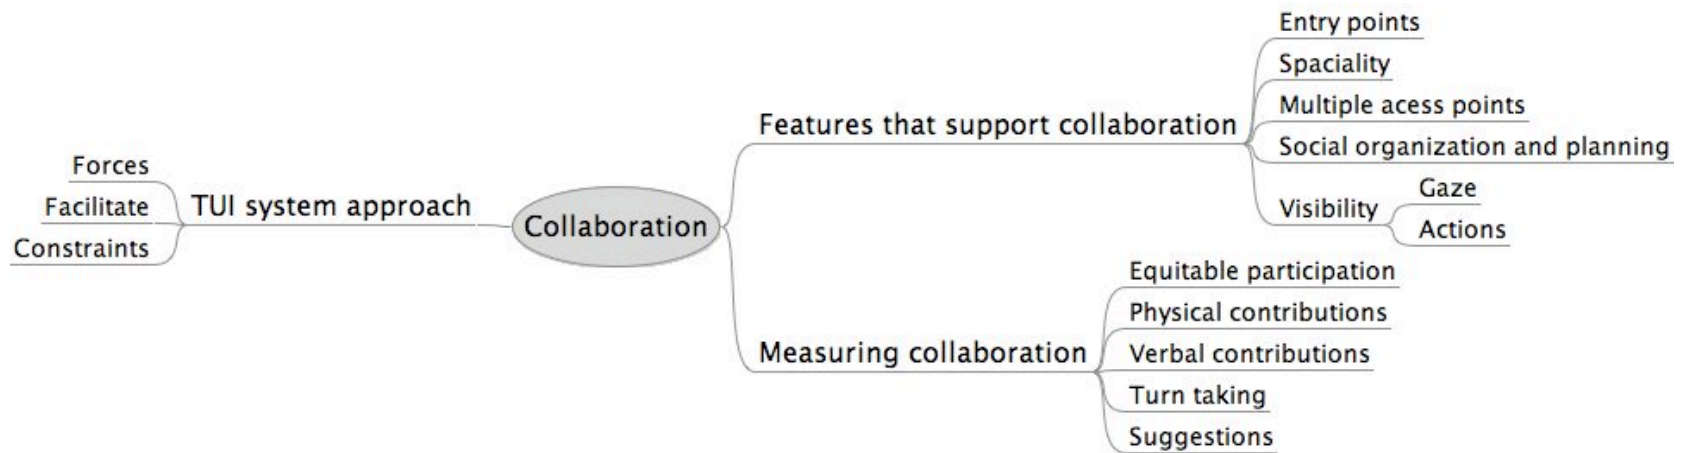 Collaboration
TUI system approach
Forces
Facilitate
Constraints
Features that support collaboration
Entry points
Spaciality
Multiple acess points
Social organization and planning
Visibility
Gaze
Actions
Measuring collaboration
Equitable participation
Physical contributions
Verbal contributions
Turn taking
Suggestions